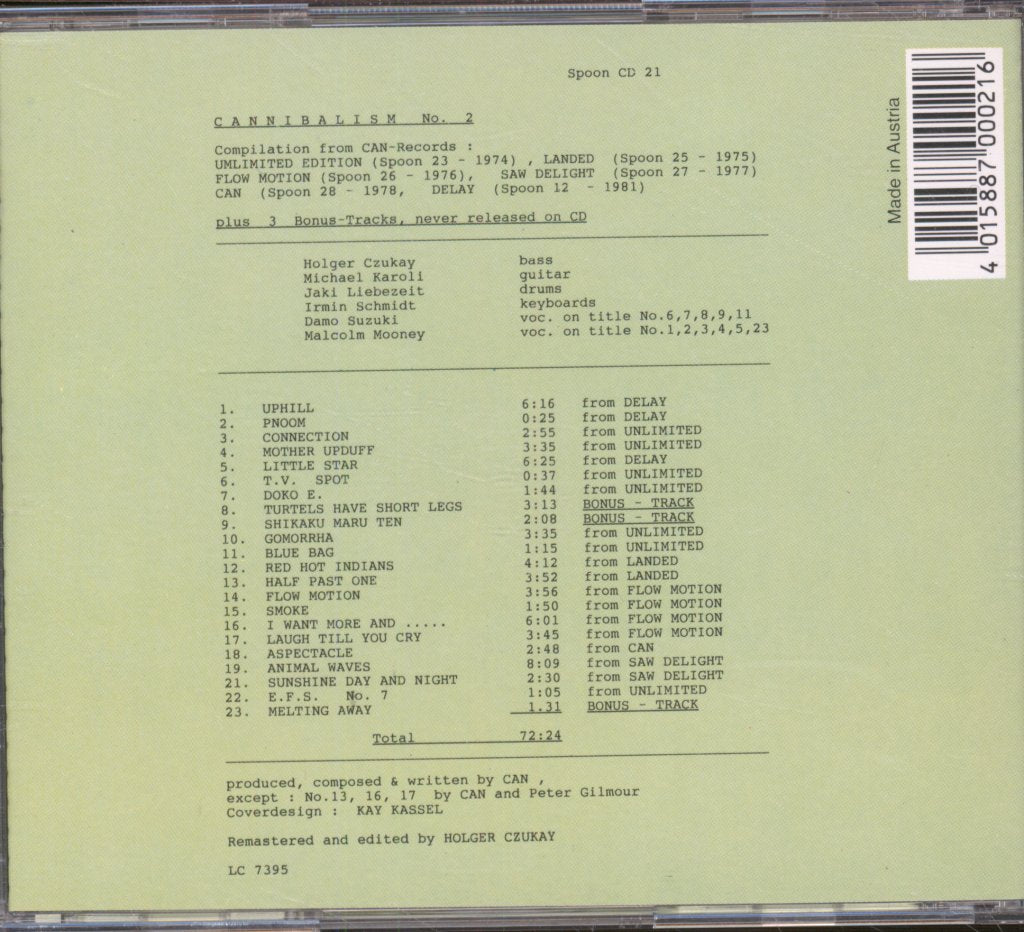 Spoon CD 21
CANNIBALISM No. 2
Compilation from CAN-Records :
UMLIMITED EDITION (Spoon 23 - 1974) , LANDED (Spoon 25 - 1975)
FLOW MOTION (Spoon 26 - 1976), SAW DELIGHT (Spoon 27 - 1977)
CAN (Spoon 28 - 1978, DELAY (Spoon 12 - 1981)
plus 3 Bonus-Tracks, never released on CD
Holger Czukay bass
Michael Karoli guitar
Jaki Liebezeit drums
Irmin Schmidt keyboards
Damo Suzuki voc. on title No.6,7,8,9,11
Malcolm Mooney voc. on title No.1,2,3,4,5,23
1. UPHILL 6:16 from DELAY
2. PNOOM 0:25 from DELAY
3. CONNECTION 2:55 from UNLIMITED
4. MOTHER UPDUFF 3:35 from UNLIMITED
5. LITTLE STAR 6:25 from DELAY
6. T.V. SPOT 0:37 from UNLIMITED
7. DOKO E. 1:44 from UNLIMITED
8. TURTELS HAVE SHORT LEGS 3:13 BONUS - TRACK
9. SHIKAKU MARU TEN 2:08 BONUS - TRACK
10. GOMORRHA 3:35 from UNLIMITED
11. BLUE BAG 1:15 from UNLIMITED
12. RED HOT INDIANS 4:12 from LANDED
13. HALF PAST ONE 3:52 from LANDED
14. FLOW MOTION 3:56 from FLOW MOTION
15. SMOKE 1:50 from FLOW MOTION
16. I WANT MORE AND ..... 6:01 from FLOW MOTION
17. LAUGH TILL YOU CRY 3:45 from FLOW MOTION
18. ASPECTACLE 2:48 from CAN
19. ANIMAL WAVES 8:09 from SAW DELIGHT
21. SUNSHINE DAY AND NIGHT 2:30 from SAW DELIGHT
22. E.F.S. No. 7 1:05 from UNLIMITED
23. MELTING AWAY 1.31 BONUS - TRACK
Total 72:24
produced, composed & written by CAN ,
except : No.13, 16, 17 by CAN and Peter Gilmour
Coverdesign : KAY KASSEL
Remastered and edited by HOLGER CZUKAY
LC 7395
Made in Austria
4 015887 000216